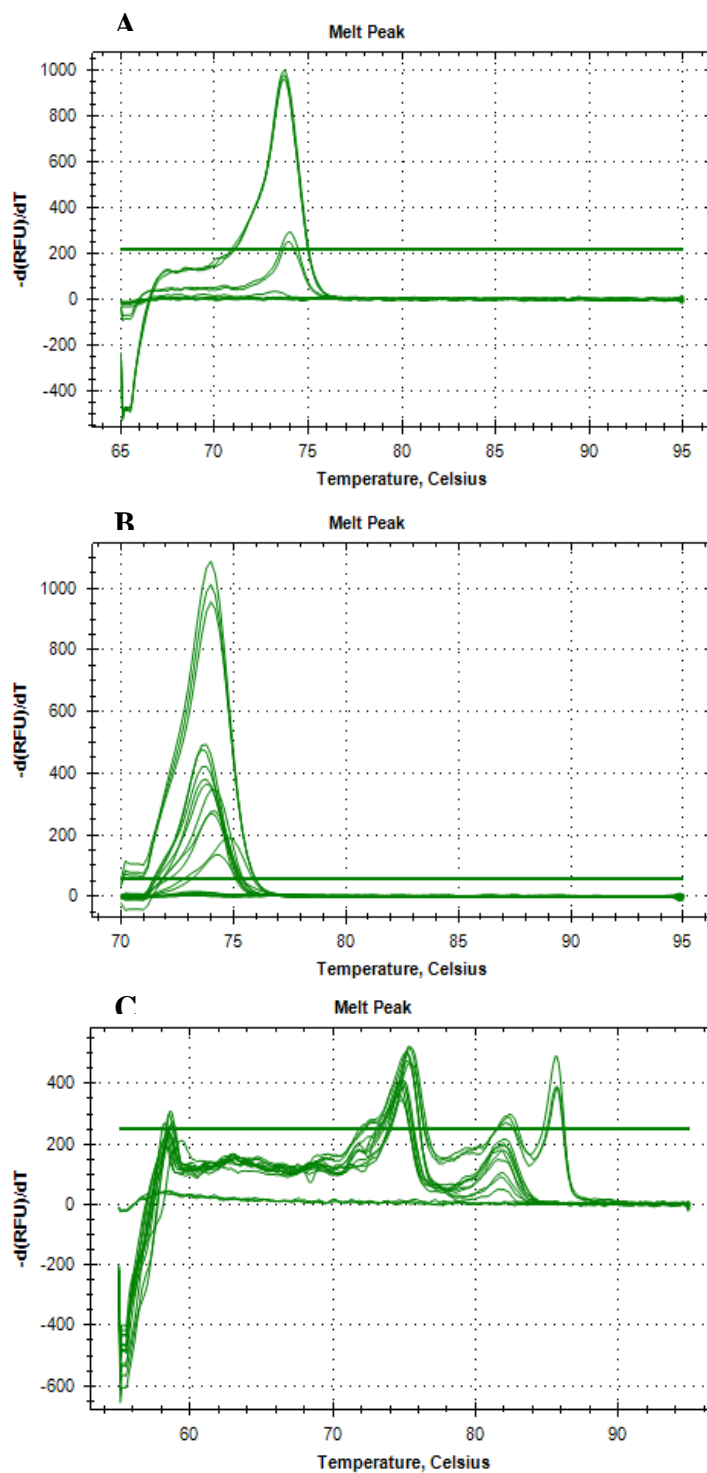 A
Melt Peak
1000
800
600
400
200
0
-200
-400
-d(RFU)/dT
65 70 75 80 85 90 95
Temperature, Celsius
B
Melt Peak
1000
800
600
400
200
0
-d(RFU)/dT
70 75 80 85 90 95
Temperature, Celsius
C
Melt Peak
400
200
0
-200
-400
-600
-d(RFU)/dT
60 70 80 90
Temperature, Celsius